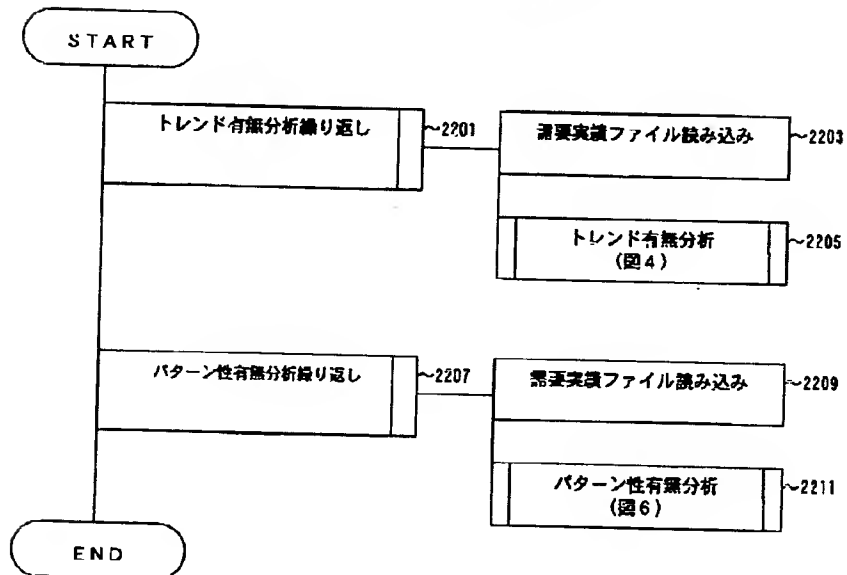 START
トレンド有無分析繰り返し
~2201
需要実績ファイル読み込み
~2203
トレンド有無分析
(図4)
~2205
パターン性有無分析繰り返し
~2207
需要実績ファイル読み込み
~2209
パターン性有無分析
(図6)
~2211
END